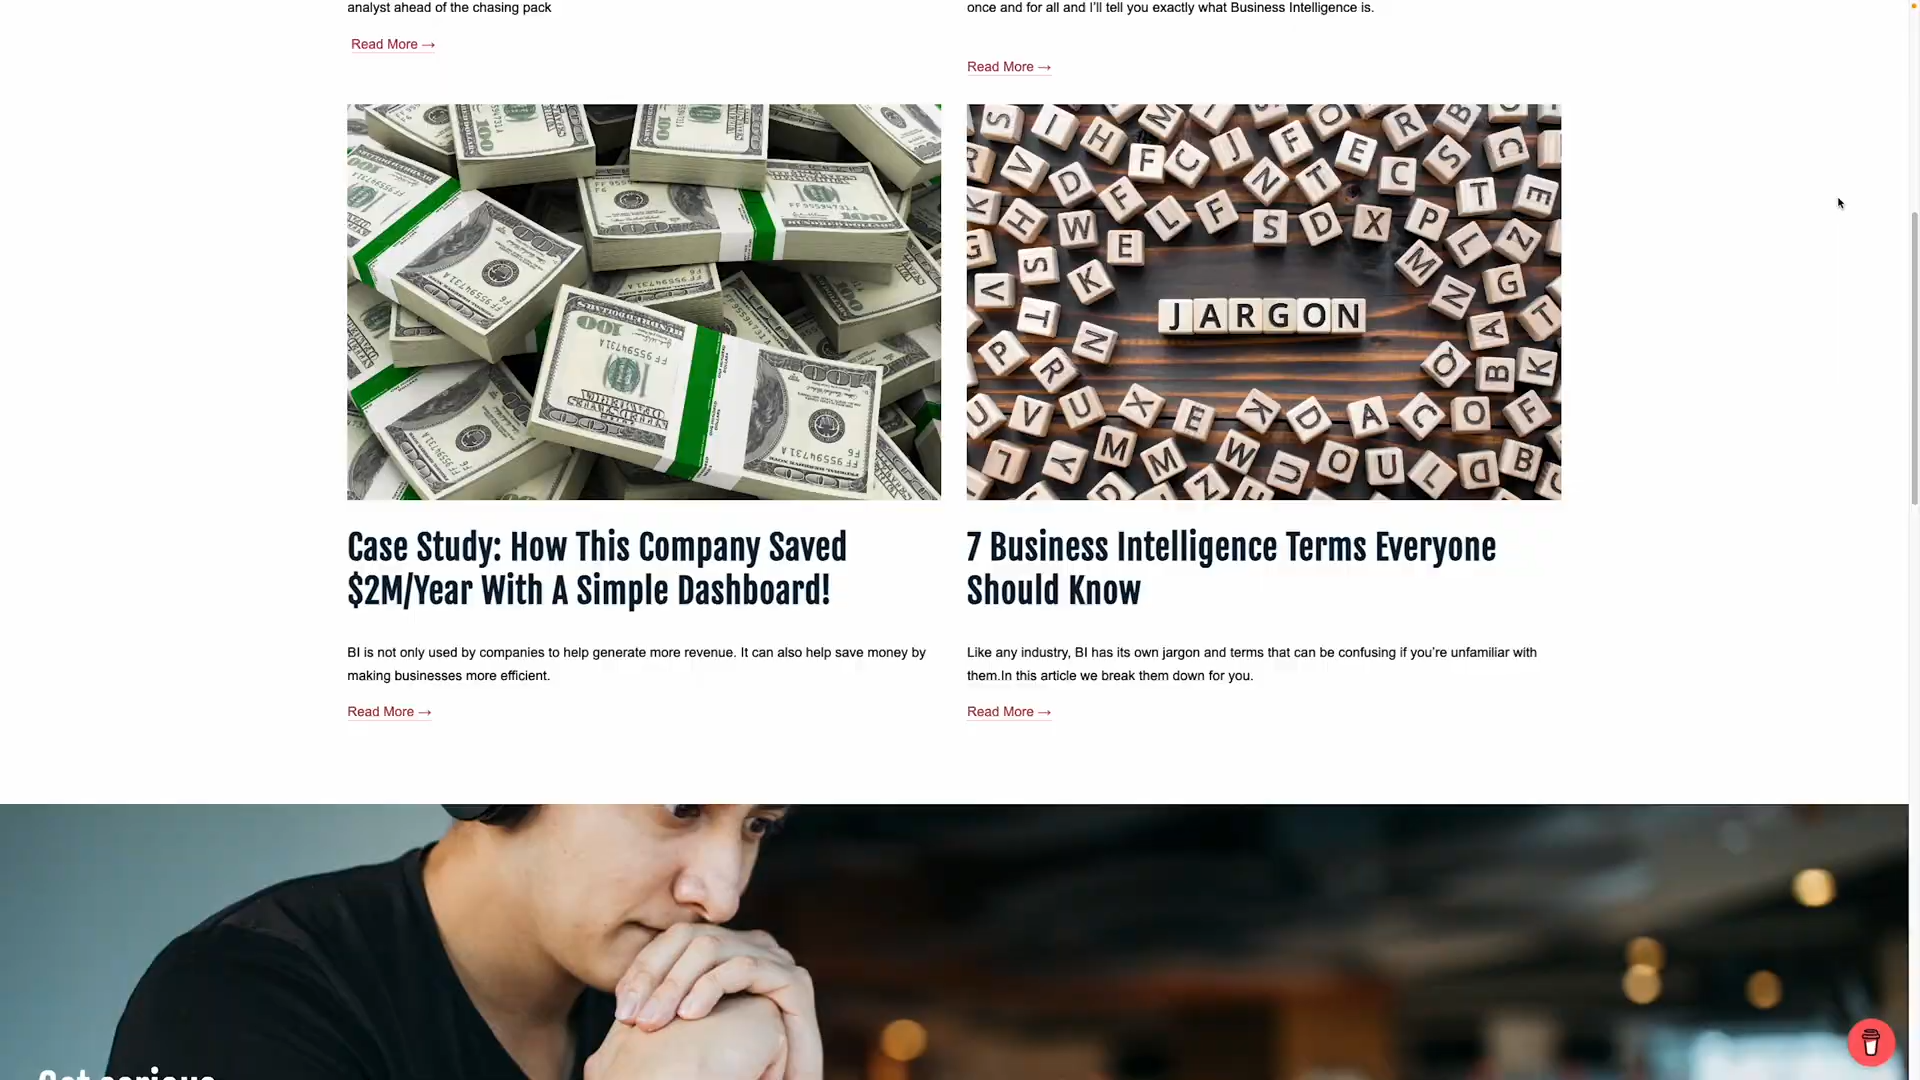 analyst ahead of the chasing pack
Read More →
once and for all and I'll tell you exactly what Business Intelligence is.
Read More →
JARGON
Case Study: How This Company Saved
$2M/Year With A Simple Dashboard!
BI is not only used by companies to help generate more revenue. It can also help save money by
making businesses more efficient.
Read More →
7 Business Intelligence Terms Everyone
Should Know
Like any industry, BI has its own jargon and terms that can be confusing if you're unfamiliar with
them.In this article we break them down for you.
Read More →
Get serious